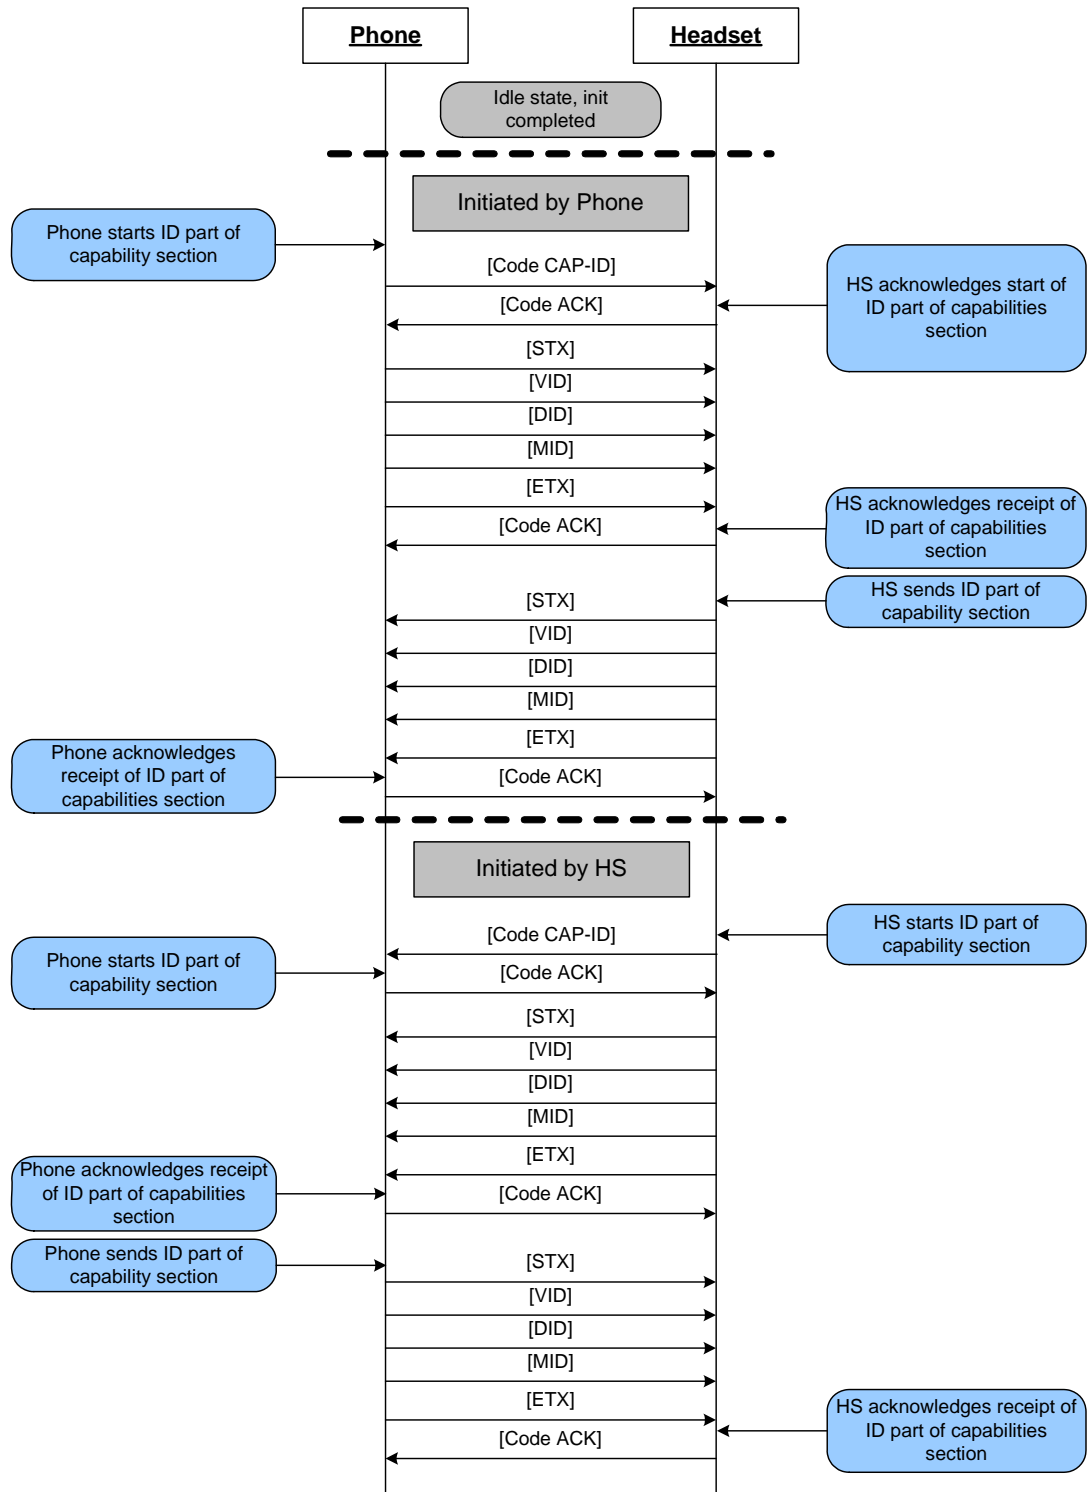 Phone
Headset
Idle state, init
completed
Initiated by Phone
Phone starts ID part of
capability section
[Code CAP-ID]
HS acknowledges start of
ID part of capabilities
section
[Code ACK]
[STX]
[VID]
[DID]
[MID]
[ETX]
HS acknowledges receipt of
ID part of capabilities
section
[Code ACK]
HS sends ID part of
capability section
[STX]
[VID]
[DID]
[MID]
[ETX]
Phone acknowledges
receipt of ID part of
capabilities section
[Code ACK]
Initiated by HS
HS starts ID part of
capability section
[Code CAP-ID]
Phone starts ID part of
capability section
[Code ACK]
[STX]
[VID]
[DID]
[MID]
[ETX]
Phone acknowledges receipt
of ID part of capabilities
section
[Code ACK]
Phone sends ID part of
capability section
[STX]
[VID]
[DID]
[MID]
[ETX]
HS acknowledges receipt of
ID part of capabilities
section
[Code ACK]